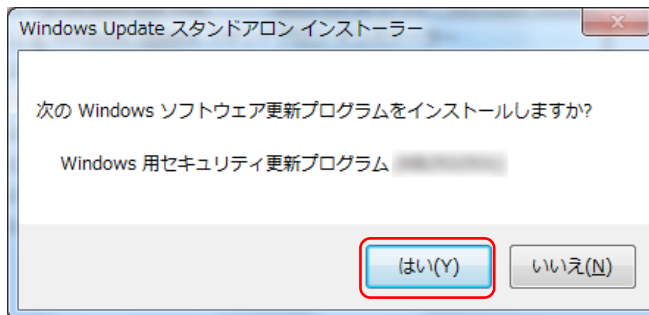 Windows Update スタンドアロン インストーラー
次の Windows ソフトウェア更新プログラムをインストールしますか?
Windows 用セキュリティ更新プログラム
はい(Y) いいえ(N)